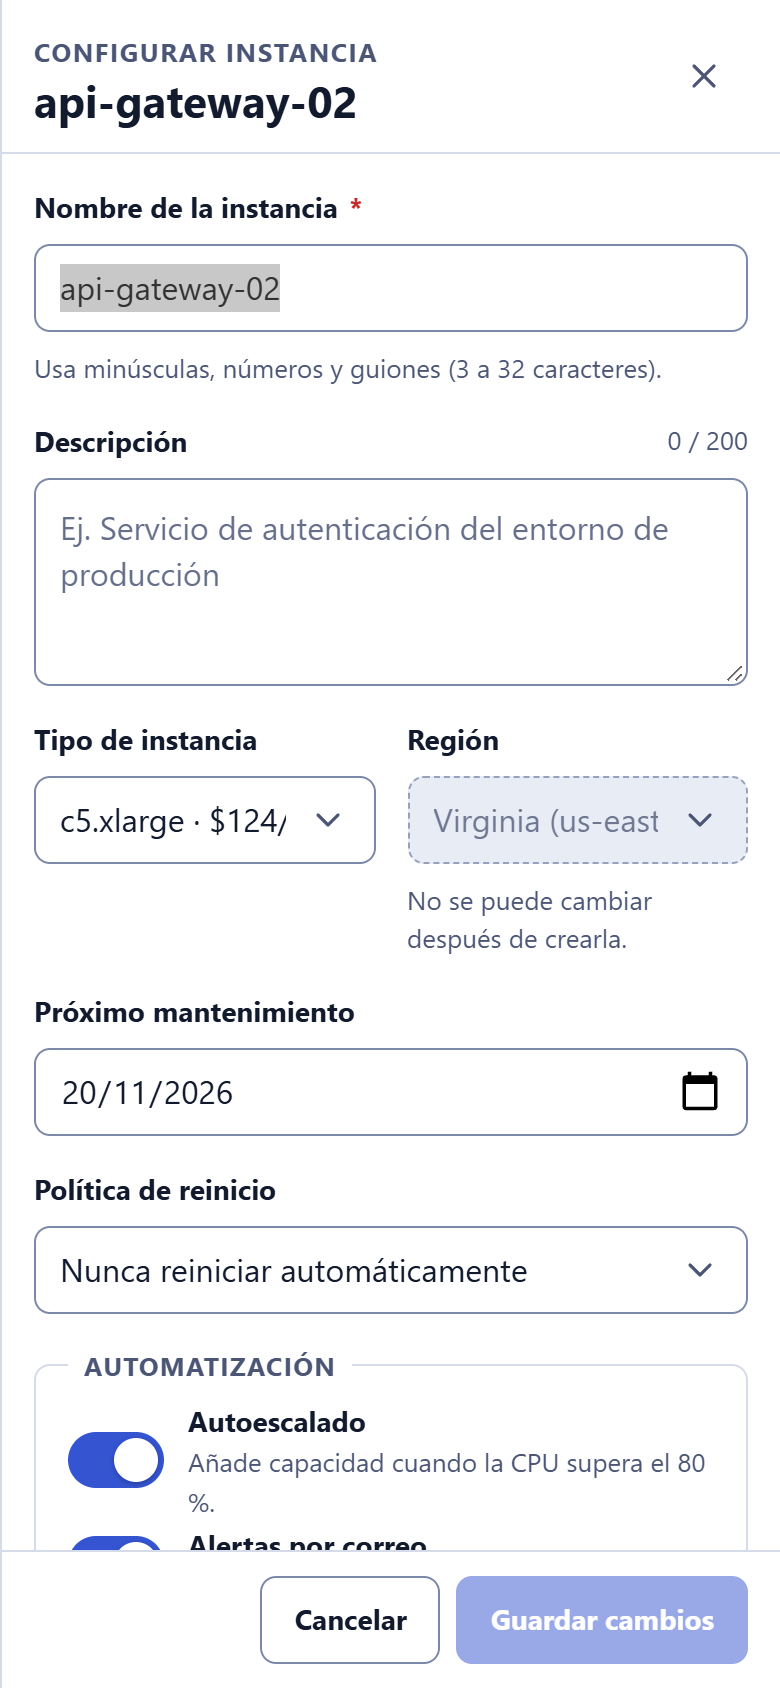 CONFIGURAR INSTANCIA
api-gateway-02
Nombre de la instancia *
api-gateway-02
Usa minúsculas, números y guiones (3 a 32 caracteres).
Descripción 0 / 200
Ej. Servicio de autenticación del entorno de
producción
Tipo de instancia
c5.xlarge · $124/
Región
Virginia (us-east
No se puede cambiar
después de crearla.
Próximo mantenimiento
20/11/2026
Política de reinicio
Nunca reiniciar automáticamente
AUTOMATIZACIÓN
Autoescalado
Añade capacidad cuando la CPU supera el 80
%.
Alertas por correo
Cancelar
Guardar cambios